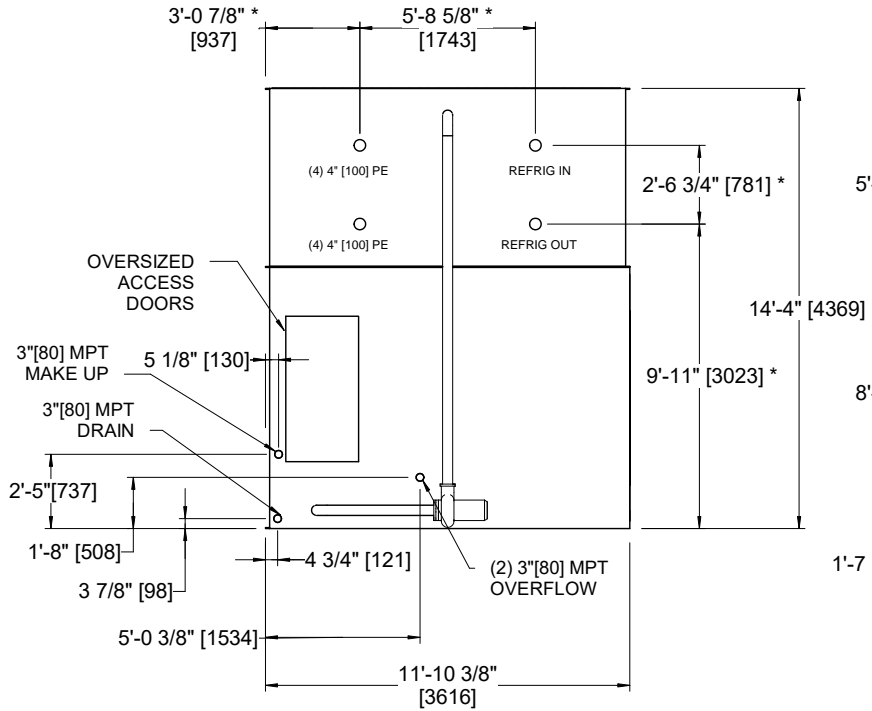 3'-0 7/8" *
[937]
5'-8 5/8" *
[1743]
(4) 4" [100] PE
REFRIG IN
2'-6 3/4" [781] *
5'-
(4) 4" [100] PE
REFRIG OUT
OVERSIZED
ACCESS
DOORS
14'-4" [4369]
3"[80] MPT
MAKE UP
5 1/8" [130]
9'-11" [3023] *
8'-
3"[80] MPT
DRAIN
2'-5"[737]
1'-8" [508]
4 3/4" [121]
(2) 3"[80] MPT
OVERFLOW
1'-7
3 7/8" [98]
5'-0 3/8" [1534]
11'-10 3/8"
[3616]